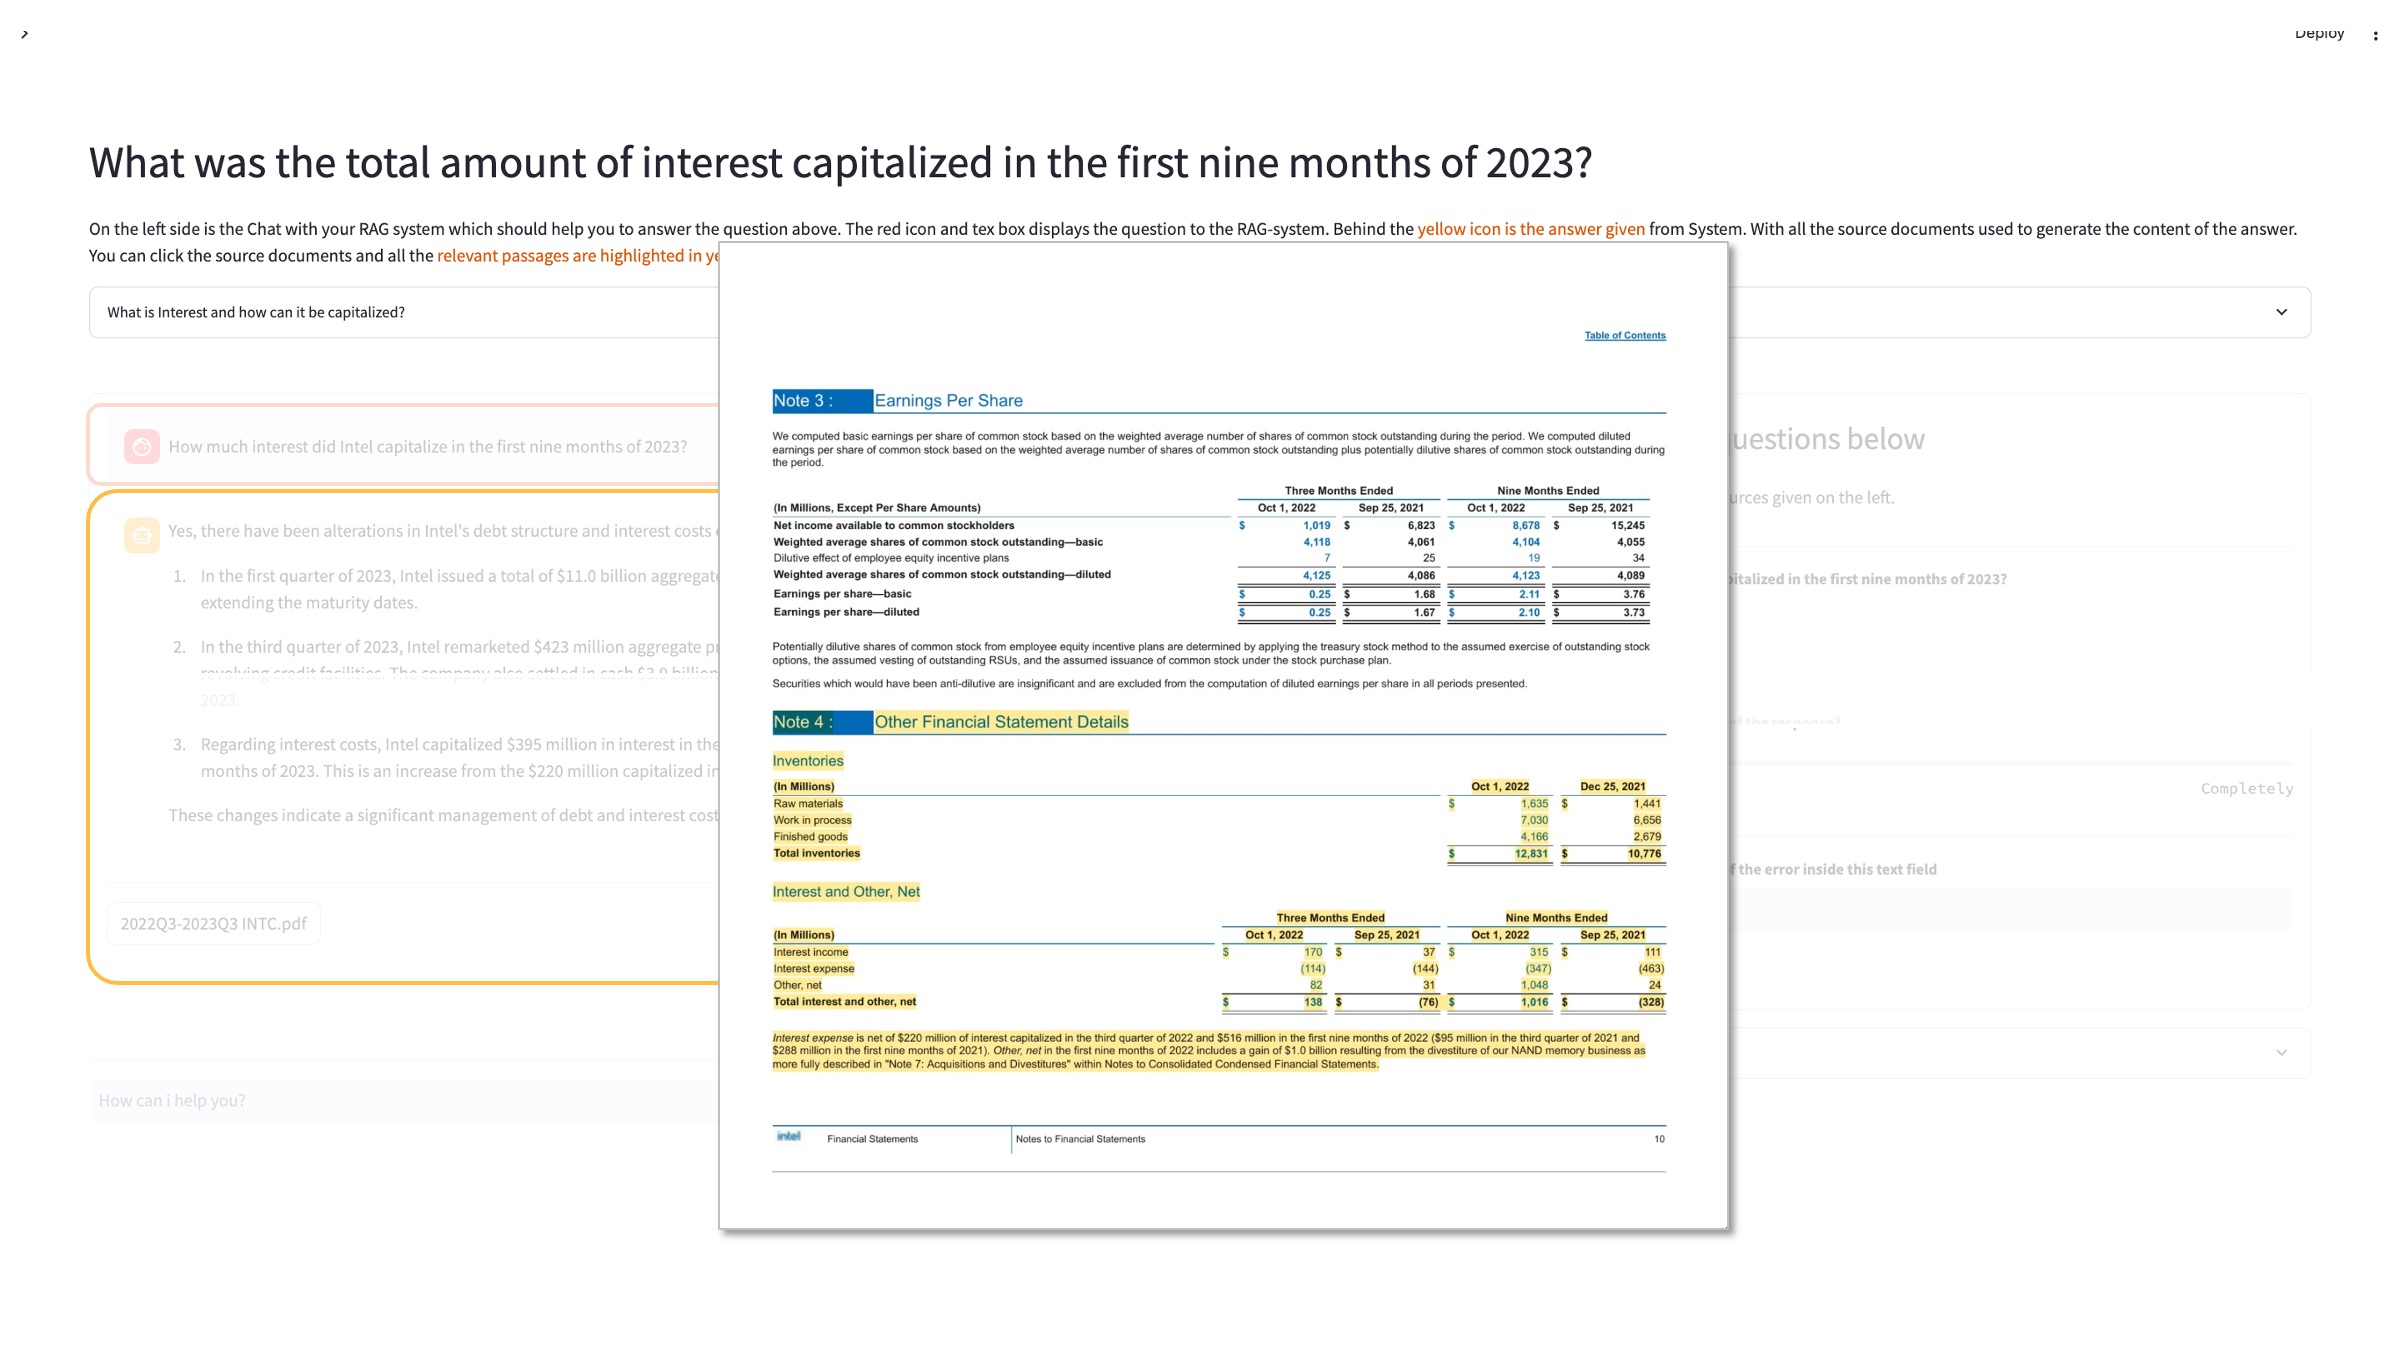 Deploy
What was the total amount of interest capitalized in the first nine months of 2023?
On the left side is the Chat with your RAG system which should help you to answer the question above. The red icon and tex box displays the question to the RAG-system. Behind the yellow icon is the answer given from System. With all the source documents used to generate the content of the answer.
You can click the source documents and all the relevant passages are highlighted in ye
What is Interest and how can it be capitalized?
How much interest did Intel capitalize in the first nine months of 2023?
Yes, there have been alterations in Intel's debt structure and interest costs
1. In the first quarter of 2023, Intel issued a total of $11.0 billion aggregate
extending the maturity dates.
2. In the third quarter of 2023, Intel remarketed $423 million aggregate
revolving credit facilities. The company also settled in cash $3.9 billion
2023.
3. Regarding interest costs, Intel capitalized $395 million in interest in the
months of 2023. This is an increase from the $220 million capitalized in
These changes indicate a significant management of debt and interest cost
2022Q3-2023Q3 INTC.pdf
How can i help you?
Table of Contents
Note 3 : Earnings Per Share
We computed basic earnings per share of common stock based on the weighted average number of shares of common stock outstanding during the period. We computed diluted
earnings per share of common stock based on the weighted average number of shares of common stock outstanding plus potentially dilutive shares of common stock outstanding during
the period.
Three Months Ended Nine Months Ended
(In Millions, Except Per Share Amounts) Oct 1, 2022 Sep 25, 2021 Oct 1, 2022 Sep 25, 2021
Net income available to common stockholders $ 1,019 $ 6,823 $ 8,678 $ 15,245
Weighted average shares of common stock outstanding—basic 4,118 4,061 4,104 4,055
Dilutive effect of employee equity incentive plans 7 25 19 34
Weighted average shares of common stock outstanding—diluted 4,125 4,086 4,123 4,089
Earnings per share—basic $ 0.25 $ 1.68 $ 2.11 $ 3.76
Earnings per share—diluted $ 0.25 $ 1.67 $ 2.10 $ 3.73
Potentially dilutive shares of common stock from employee equity incentive plans are determined by applying the treasury stock method to the assumed exercise of outstanding stock
options, the assumed vesting of outstanding RSUs, and the assumed issuance of common stock under the stock purchase plan.
Securities which would have been anti-dilutive are insignificant and are excluded from the computation of diluted earnings per share in all periods presented.
Note 4 : Other Financial Statement Details
Inventories
(In Millions) Oct 1, 2022 Dec 25, 2021
Raw materials $ 1,635 $ 1,441
Work in process 7,030 6,656
Finished goods 4,166 2,679
Total inventories $ 12,831 $ 10,776
Interest and Other, Net
Three Months Ended Nine Months Ended
(In Millions) Oct 1, 2022 Sep 25, 2021 Oct 1, 2022 Sep 25, 2021
Interest income $ 170 $ 37 $ 315 $ 111
Interest expense (114) (144) (347) (463)
Other, net 82 31 1,048 24
Total interest and other, net $ 138 $ (76) $ 1,016 $ (328)
Interest expense is net of $220 million of interest capitalized in the third quarter of 2022 and $516 million in the first nine months of 2022 ($95 million in the third quarter of 2021 and
$288 million in the first nine months of 2021). Other, net in the first nine months of 2022 includes a gain of $1.0 billion resulting from the divestiture of our NAND memory business as
more fully described in "Note 7: Acquisitions and Divestitures" within Notes to Consolidated Condensed Financial Statements.
intel Financial Statements Notes to Financial Statements 10
uestions below
urces given on the left.
italized in the first nine months of 2023?
of the response?
Completely
f the error inside this text field